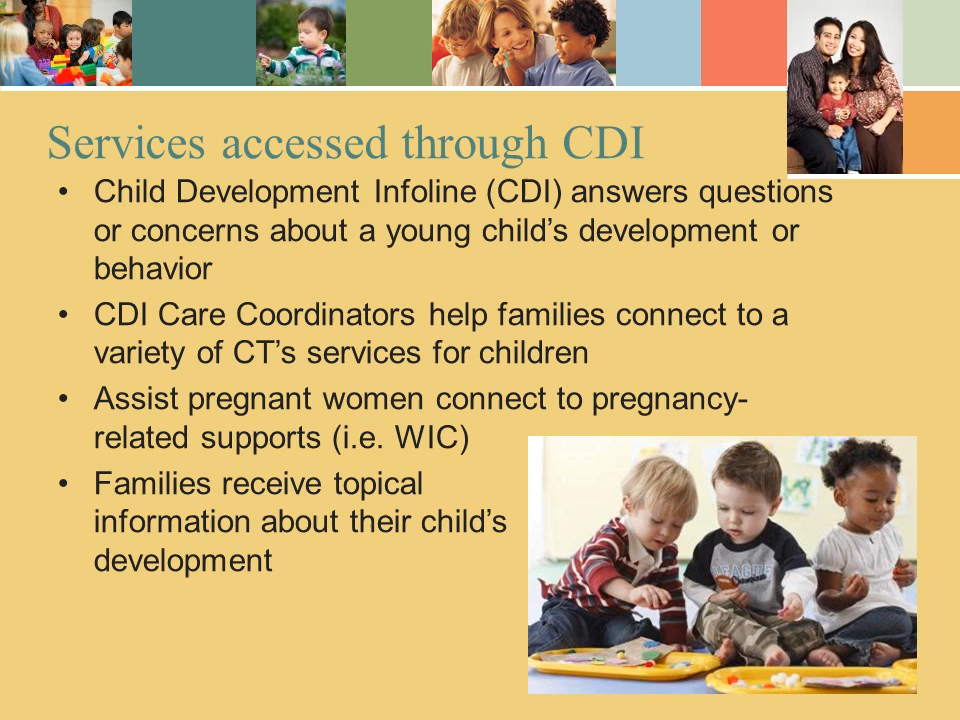 Services accessed through CDI
• Child Development Infoline (CDI) answers questions
or concerns about a young child’s development or
behavior
• CDI Care Coordinators help families connect to a
variety of CT’s services for children
• Assist pregnant women connect to pregnancy-
related supports (i.e. WIC)
• Families receive topical
information about their child’s
development
LEAGUE